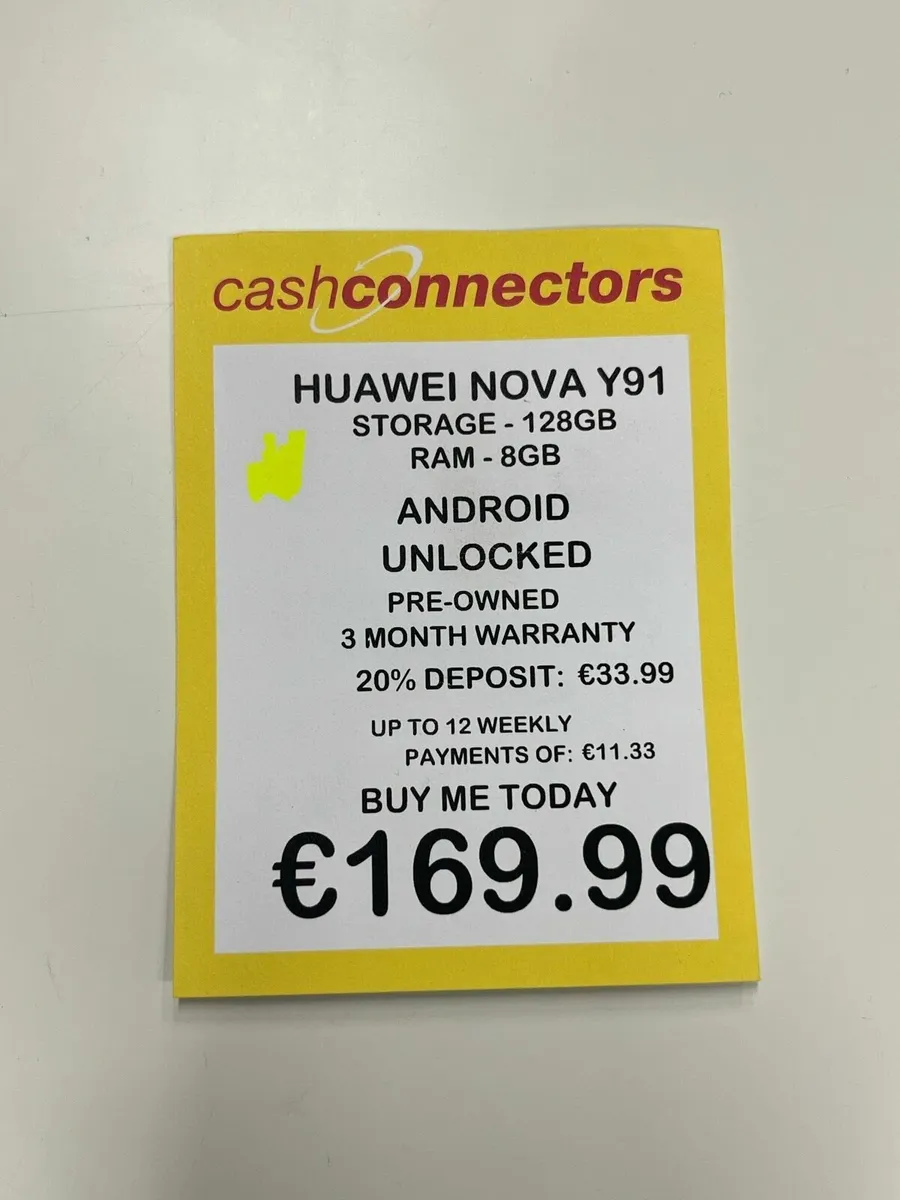 cashconnectors
HUAWEI NOVA Y91
STORAGE - 128GB
RAM - 8GB
ANDROID
UNLOCKED
PRE-OWNED
3 MONTH WARRANTY
20% DEPOSIT: €33.99
UP TO 12 WEEKLY
PAYMENTS OF: €11.33
BUY ME TODAY
€169.99